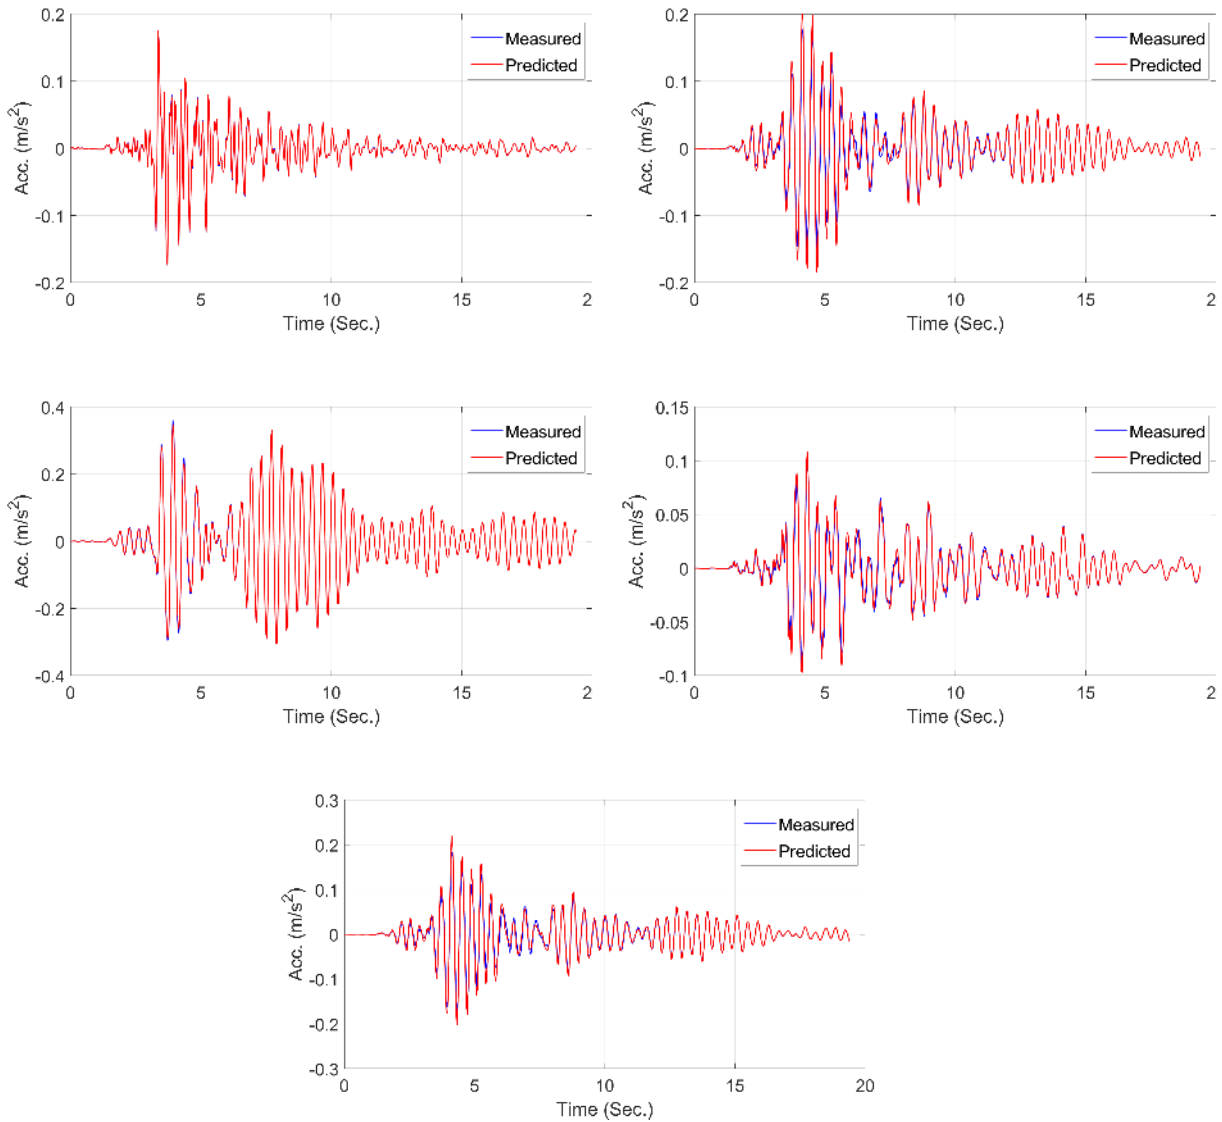 0.2
0.1
0
-0.1
-0.2
Acc. (m/s²)
Measured
Predicted
0 5 10 15 2
Time (Sec.)
0.2
0.1
0
-0.1
-0.2
Acc. (m/s²)
Measured
Predicted
0 5 10 15 2
Time (Sec.)
0.4
0.2
0
-0.2
-0.4
Acc. (m/s²)
Measured
Predicted
0 5 10 15 2
Time (Sec.)
0.15
0.1
0.05
0
-0.05
-0.1
Acc. (m/s²)
Measured
Predicted
0 5 10 15 2
Time (Sec.)
0.3
0.2
0.1
0
-0.1
-0.2
-0.3
Acc. (m/s²)
Measured
Predicted
0 5 10 15 20
Time (Sec.)